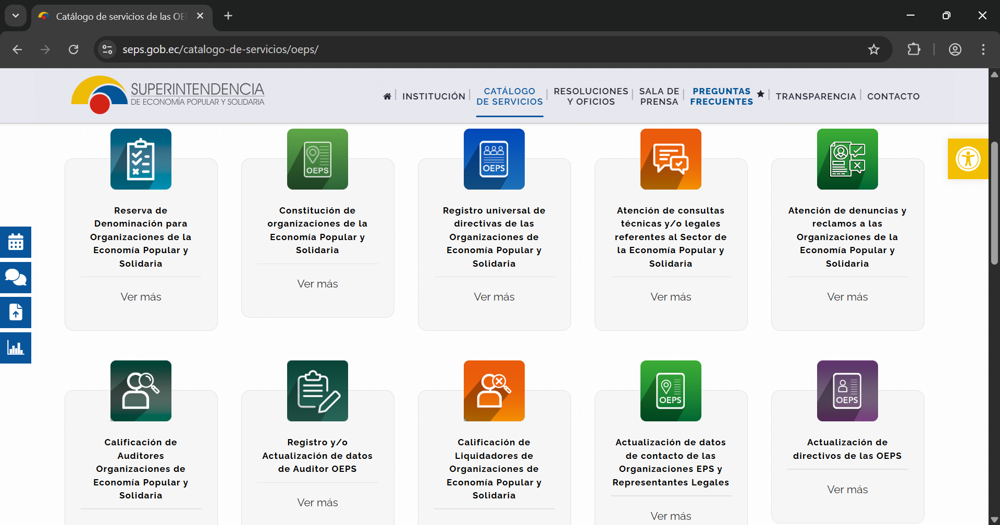 Catálogo de servicios de las OE
seps.gob.ec/catalogo-de-servicios/oeps/
SUPERINTENDENCIA
DE ECONOMÍA POPULAR Y SOLIDARIA
INSTITUCIÓN
CATÁLOGO
DE SERVICIOS
RESOLUCIONES
Y OFICIOS
SALA DE
PRENSA
PREGUNTAS
FRECUENTES
TRANSPARENCIA
CONTACTO
Reserva de
Denominación para
Organizaciones de la
Economía Popular y
Solidaria
Ver más
OEPS
Constitución de
organizaciones de la
Economía Popular y
Solidaria
Ver más
OEPS
Registro universal de
directivas de las
Organizaciones de
Economía Popular y
Solidaria
Ver más
Atención de consultas
técnicas y/o legales
referentes al Sector de
la Economía Popular y
Solidaria
Ver más
Atención de denuncias y
reclamos a las
Organizaciones de la
Economía Popular y
Solidaria
Ver más
Calificación de
Auditores
Organizaciones de
Economía Popular y
Solidaria
Registro y/o
Actualización de datos
de Auditor OEPS
Ver más
Calificación de
Liquidadores de
Organizaciones de
Economía Popular y
Solidaria
OEPS
Actualización de datos
de contacto de las
Organizaciones EPS y
Representantes Legales
Ver más
OEPS
Actualización de
directivos de las OEPS
Ver más